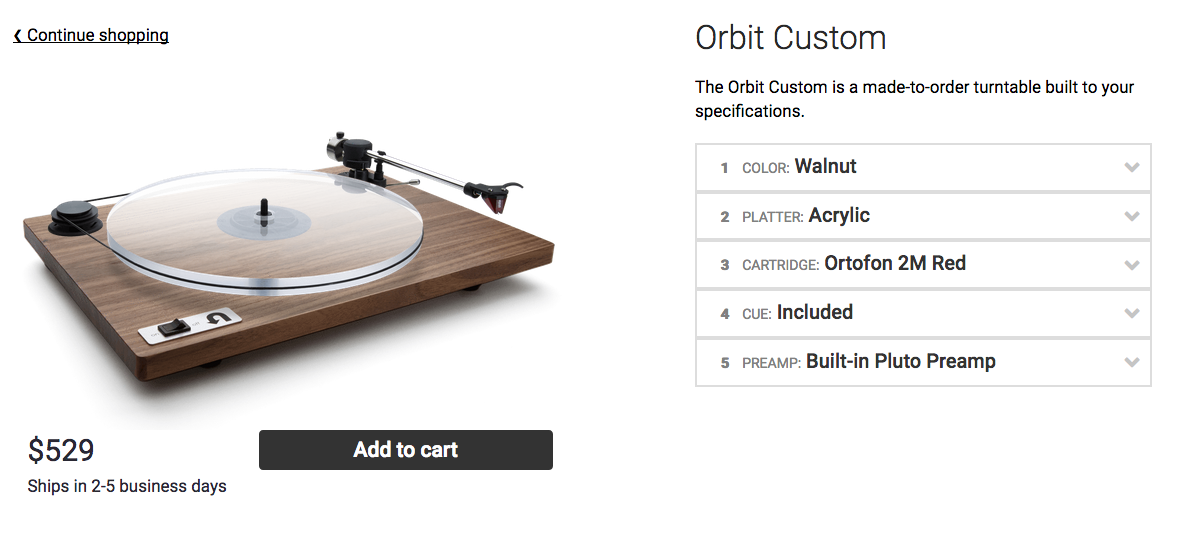 ❮ Continue shopping
Orbit Custom
The Orbit Custom is a made-to-order turntable built to your
specifications.
1 COLOR: Walnut
2 PLATTER: Acrylic
3 CARTRIDGE: Ortofon 2M Red
4 CUE: Included
5 PREAMP: Built-in Pluto Preamp
$529
Add to cart
Ships in 2-5 business days